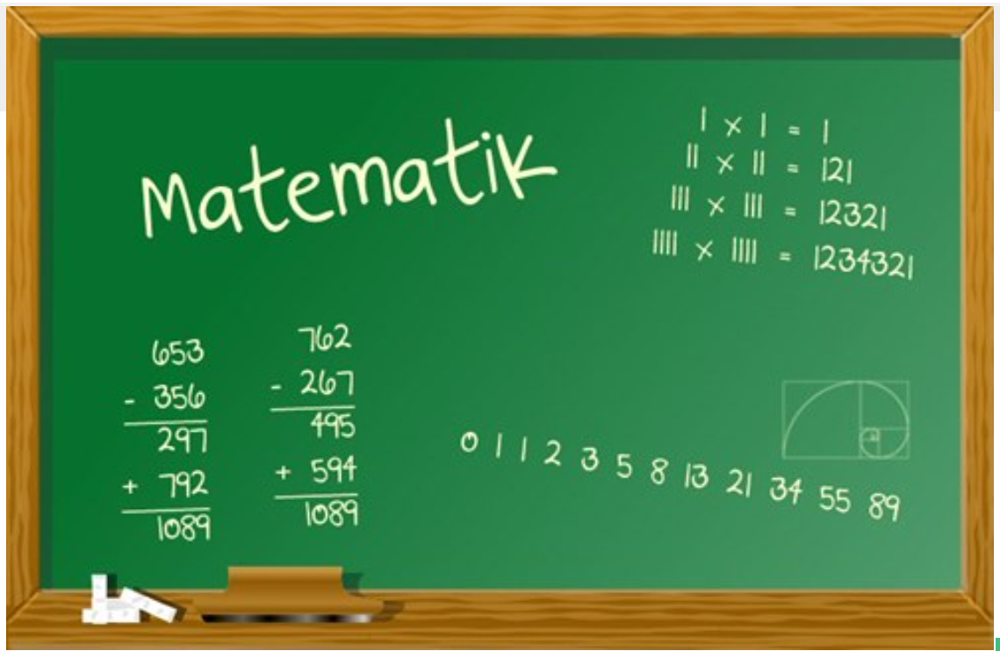 Matematik
1 x 1 = 1
11 x 11 = 121
111 x 111 = 12321
1111 x 1111 = 1234321
653
- 356
297
+ 792
1089
762
- 267
495
+ 594
1089
0 1 1 2 3 5 8 13 21 34 55 89